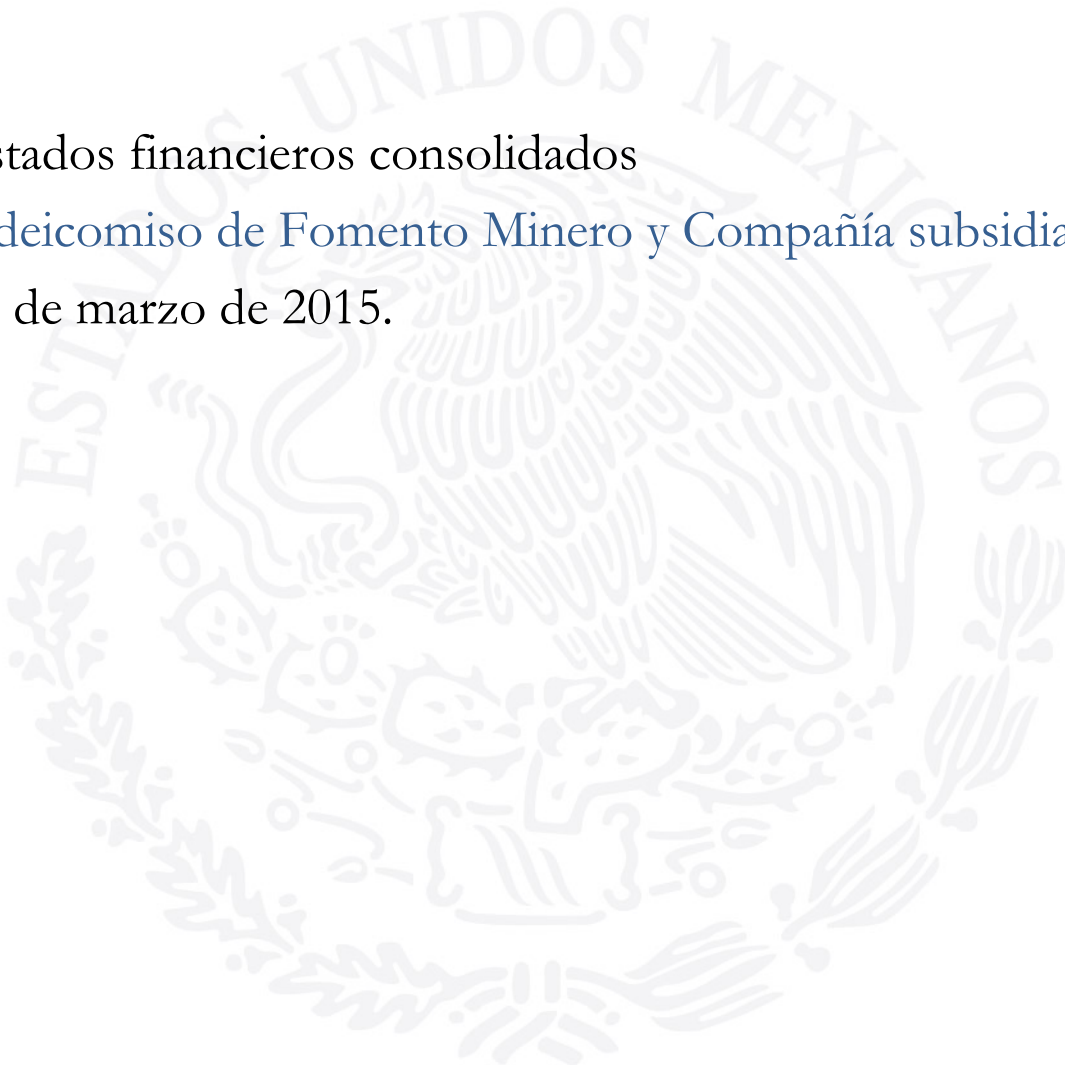 ESTADOS UNIDOS MEXICANOS
stados financieros consolidados
deicomiso de Fomento Minero y Compañía subsidia
de marzo de 2015.